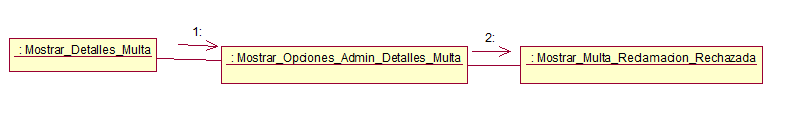 1:
: Mostrar_Detalles_Multa
2:
: Mostrar_Opciones_Admin_Detalles_Multa
: Mostrar_Multa_Reclamacion_Rechazada